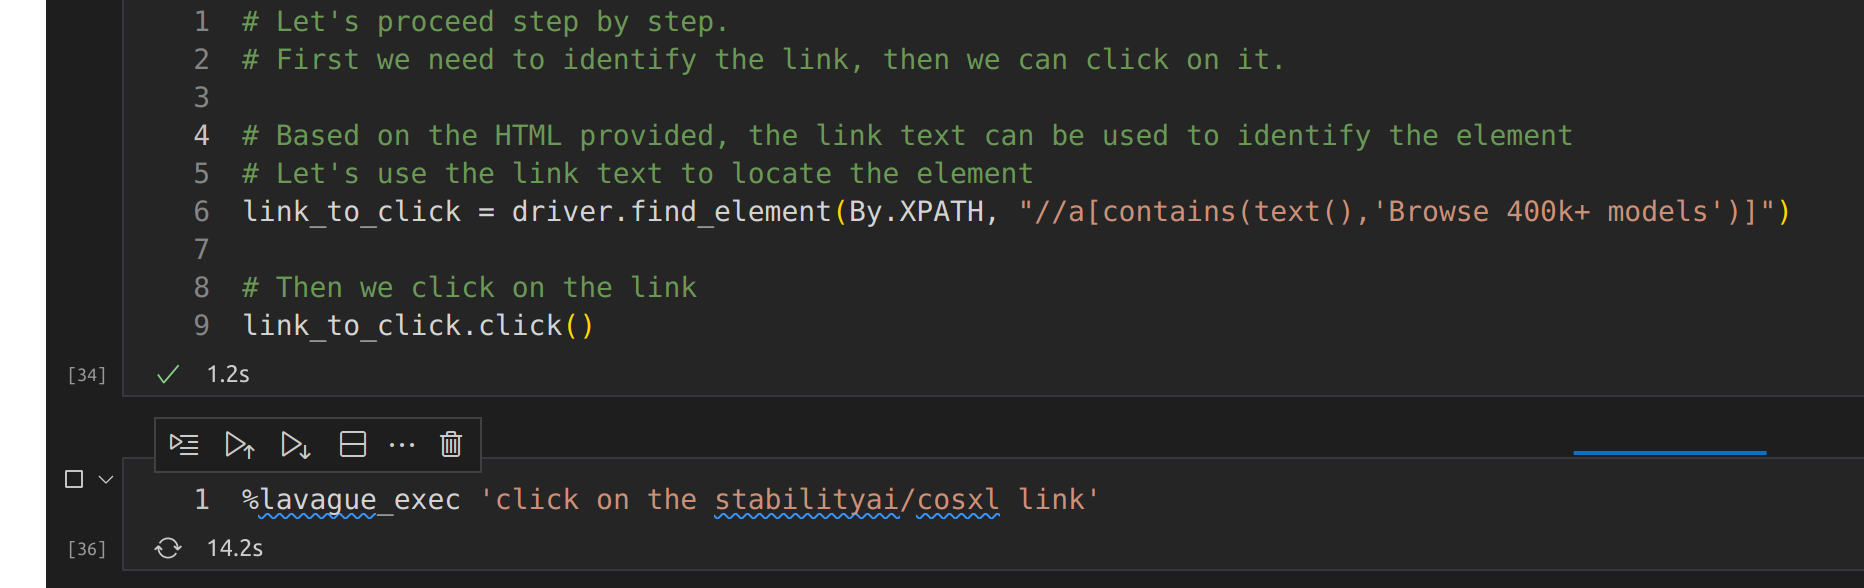 1 # Let's proceed step by step.
2 # First we need to identify the link, then we can click on it.
3
4 # Based on the HTML provided, the link text can be used to identify the element
5 # Let's use the link text to locate the element
6 link_to_click = driver.find_element(By.XPATH, "//a[contains(text(),'Browse 400k+ models')]")
7
8 # Then we click on the link
9 link_to_click.click()
[34] 1.2s
1 %lavague_exec 'click on the stabilityai/cosxl link'
[36] 14.2s